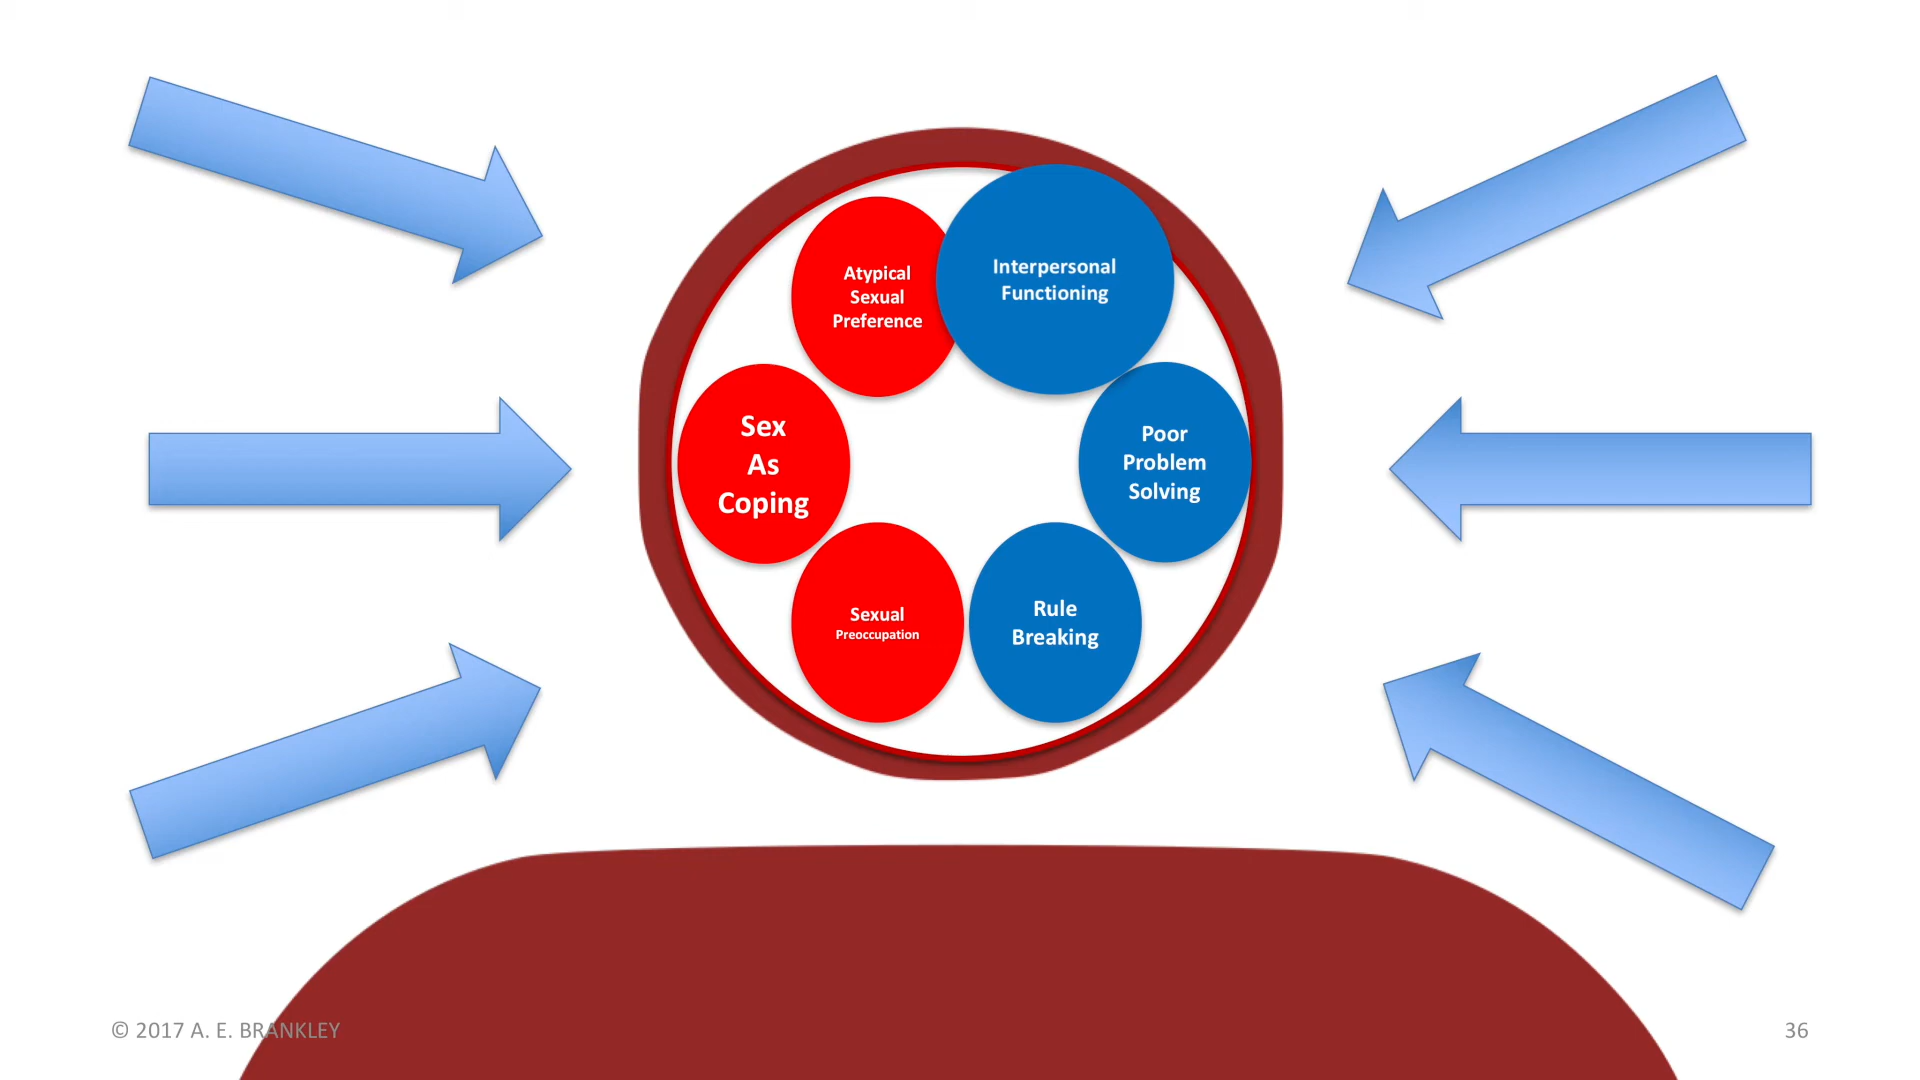 Atypical
Sexual
Preference
Interpersonal
Functioning
Sex
As
Coping
Poor
Problem
Solving
Sexual
Preoccupation
Rule
Breaking
© 2017 A. E. BRANKLEY
36